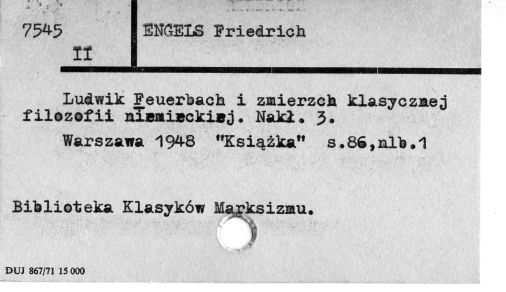 7545
II
ENGELS Friedrich
Ludwik Feuerbach i zmierzch klasycznej
filozofii niemieckiej. Nakł. 3.
Warszawa 1948 "Książka" s.86,nlb.1
Biblioteka Klasyków Marksizmu.
DUJ 867/71 15 000